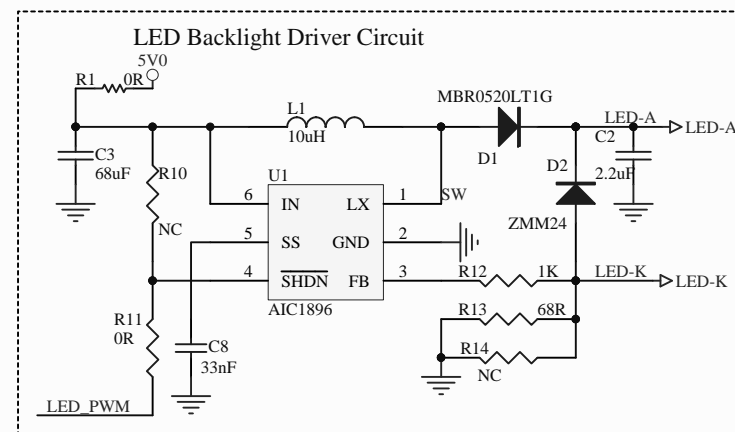 LED Backlight Driver Circuit
5V0
R1 0R
L1
10uH
MBR0520LT1G
D1
LED-A
LED-A
C2
2.2uF
C3
68uF
R10
NC
U1
D2
ZMM24
6 IN LX 1 SW
5 SS GND 2
4 SHDN FB 3
AIC1896
R12 1K
LED-K
LED-K
R11
0R
C8
33nF
R13 68R
R14
NC
LED_PWM